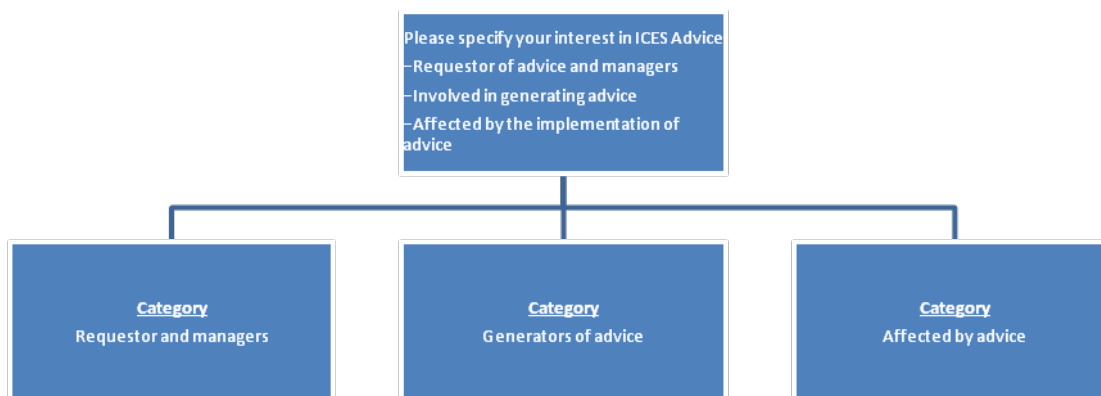 Please specify your interest in ICES Advice
–Requestor of advice and managers
–Involved in generating advice
–Affected by the implementation of
advice
Category
Requestor and managers
Category
Generators of advice
Category
Affected by advice